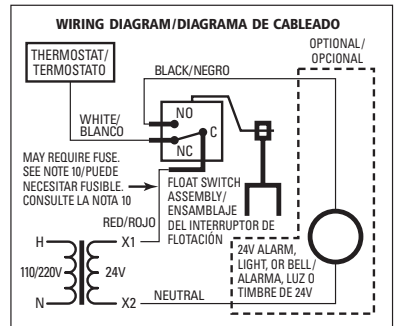 WIRING DIAGRAM/DIAGRAMA DE CABLEADO
OPTIONAL/
OPCIONAL
THERMOSTAT/
TERMOSTATO
BLACK/NEGRO
NO
WHITE/
BLANCO
C
NC
MAY REQUIRE FUSE.
SEE NOTE 10/PUEDE
NECESITAR FUSIBLE.
CONSULTE LA NOTA 10
FLOAT SWITCH
ASSEMBLY/
ENSAMBLAJE
DEL INTERRUPTOR DE
FLOTACIÓN
RED/ROJO
H
X1
110/220V
24V
N
X2
NEUTRAL
24V ALARM,
LIGHT, OR BELL/
ALARMA, LUZ O
TIMBRE DE 24V